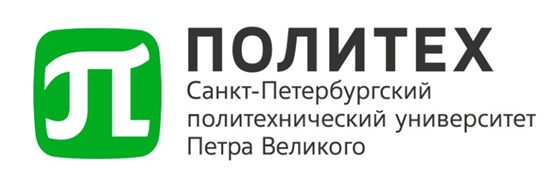 П
ПОЛИТЕХ
Санкт-Петербургский
политехнический университет
Петра Великого